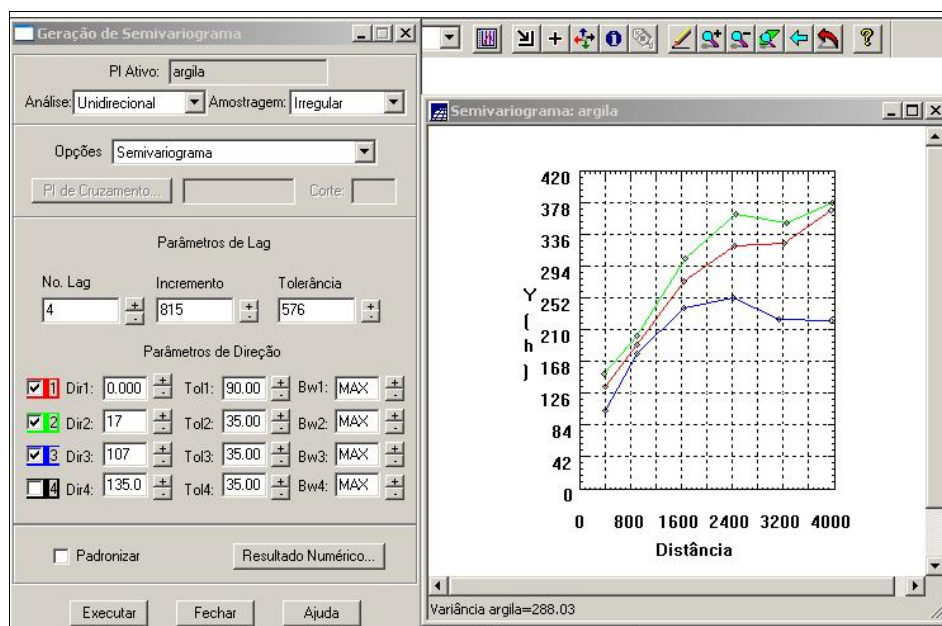 Geração de Semivariograma
PI Ativo: argila
Análise: Unidirecional Amostragem: Irregular
Opções Semivariograma
PI de Cruzamento... Corte:
Parâmetros de Lag
No. Lag Incremento Tolerância
4 815 576
Parâmetros de Direção
1 Dir1: 0.000 Tol1: 90.00 Bw1: MAX
2 Dir2: 17 Tol2: 35.00 Bw2: MAX
3 Dir3: 107 Tol3: 35.00 Bw3: MAX
4 Dir4: 135.0 Tol4: 35.00 Bw4: MAX
Padronizar Resultado Numérico...
Executar Fechar Ajuda
Semivariograma: argila
420
378
336
294
252
210
168
126
84
42
0
Y(h)
0 800 1600 2400 3200 4000
Distância
Variância argila=288.03